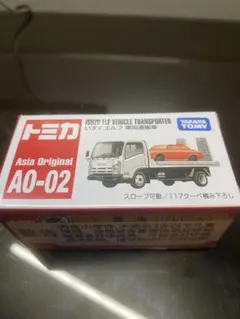 トミカ
ISUZU ELF VEHICLE TRANSPORTER
いすゞエルフ 車両運搬車
TAKARA
TOMY
Asia Original
AO-02
スロープ可動/117クーペ積み下ろし